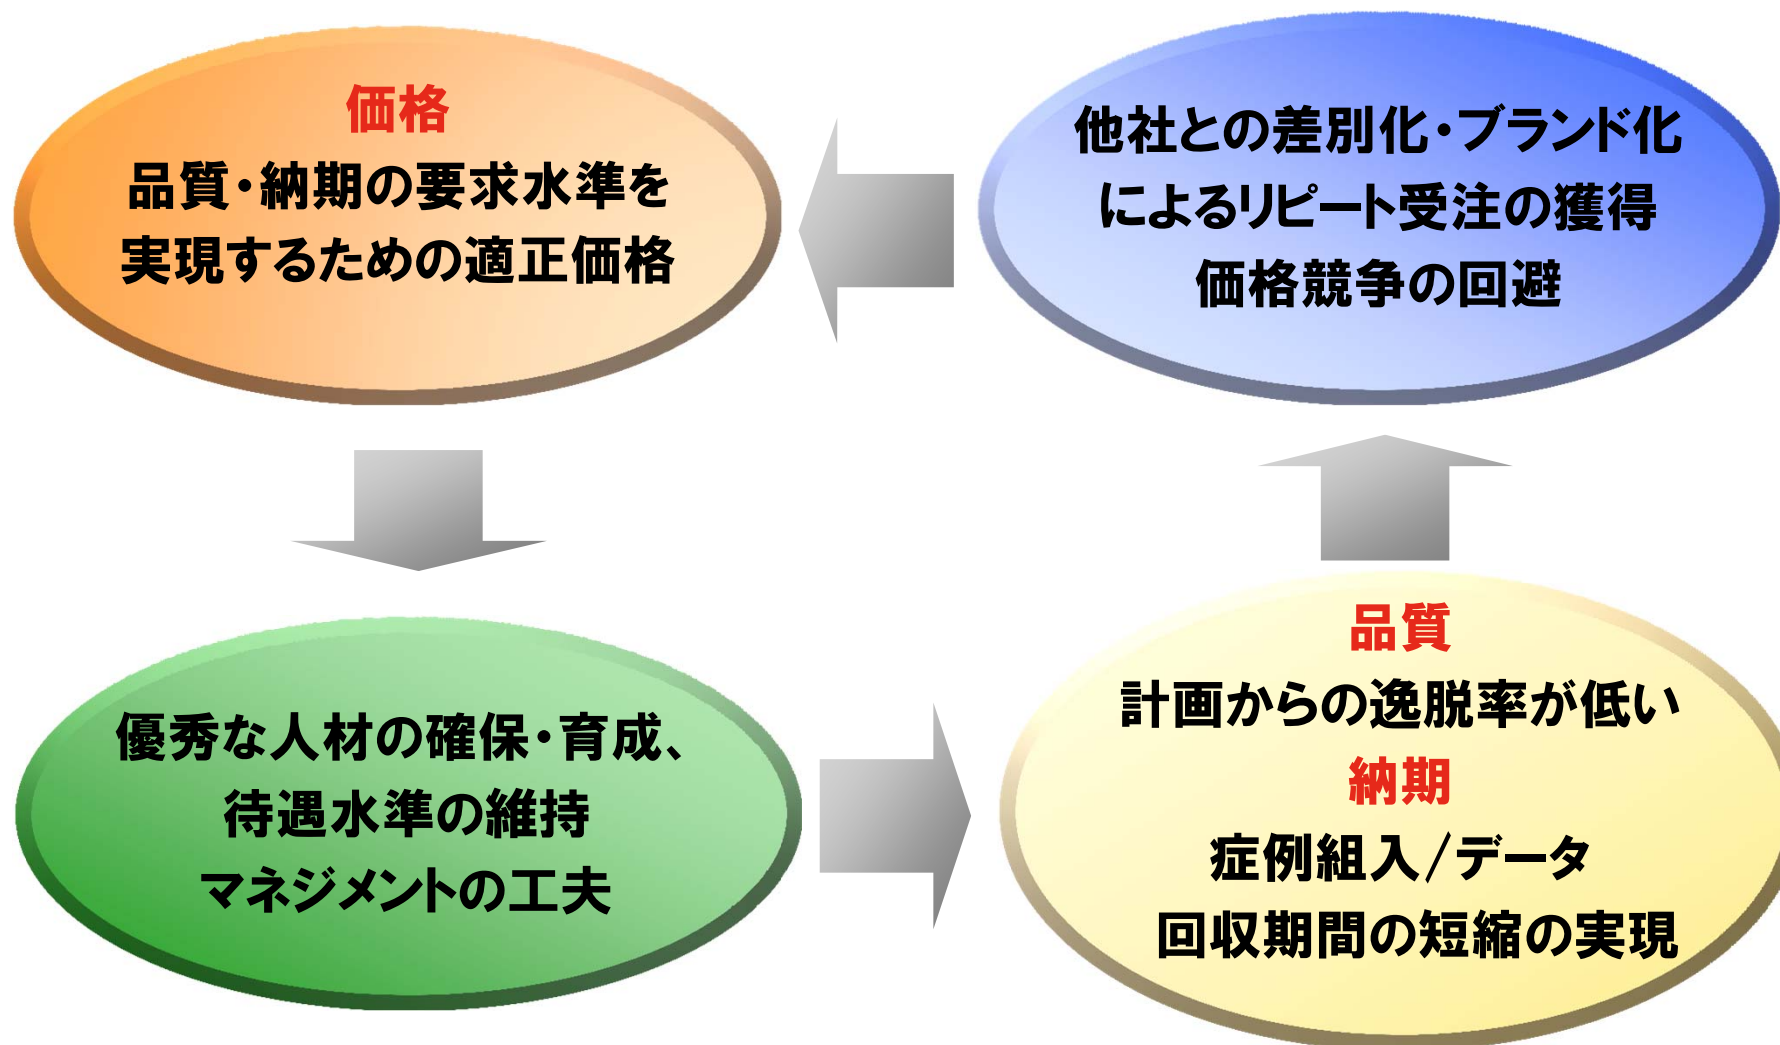 価格
品質・納期の要求水準を
実現するための適正価格
他社との差別化・ブランド化
によるリピート受注の獲得
価格競争の回避
優秀な人材の確保・育成、
待遇水準の維持
マネジメントの工夫
品質
計画からの逸脱率が低い
納期
症例組入/データ
回収期間の短縮の実現